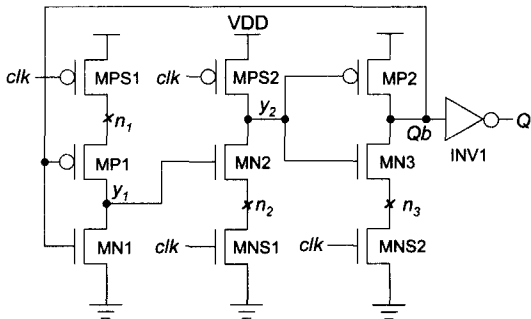 VDD
clk MPS1 clk MPS2 MP2
n1 y2 Qb Q
MP1 MN2 MN3 INV1
y1 n2 n3
MN1 clk MNS1 clk MNS2